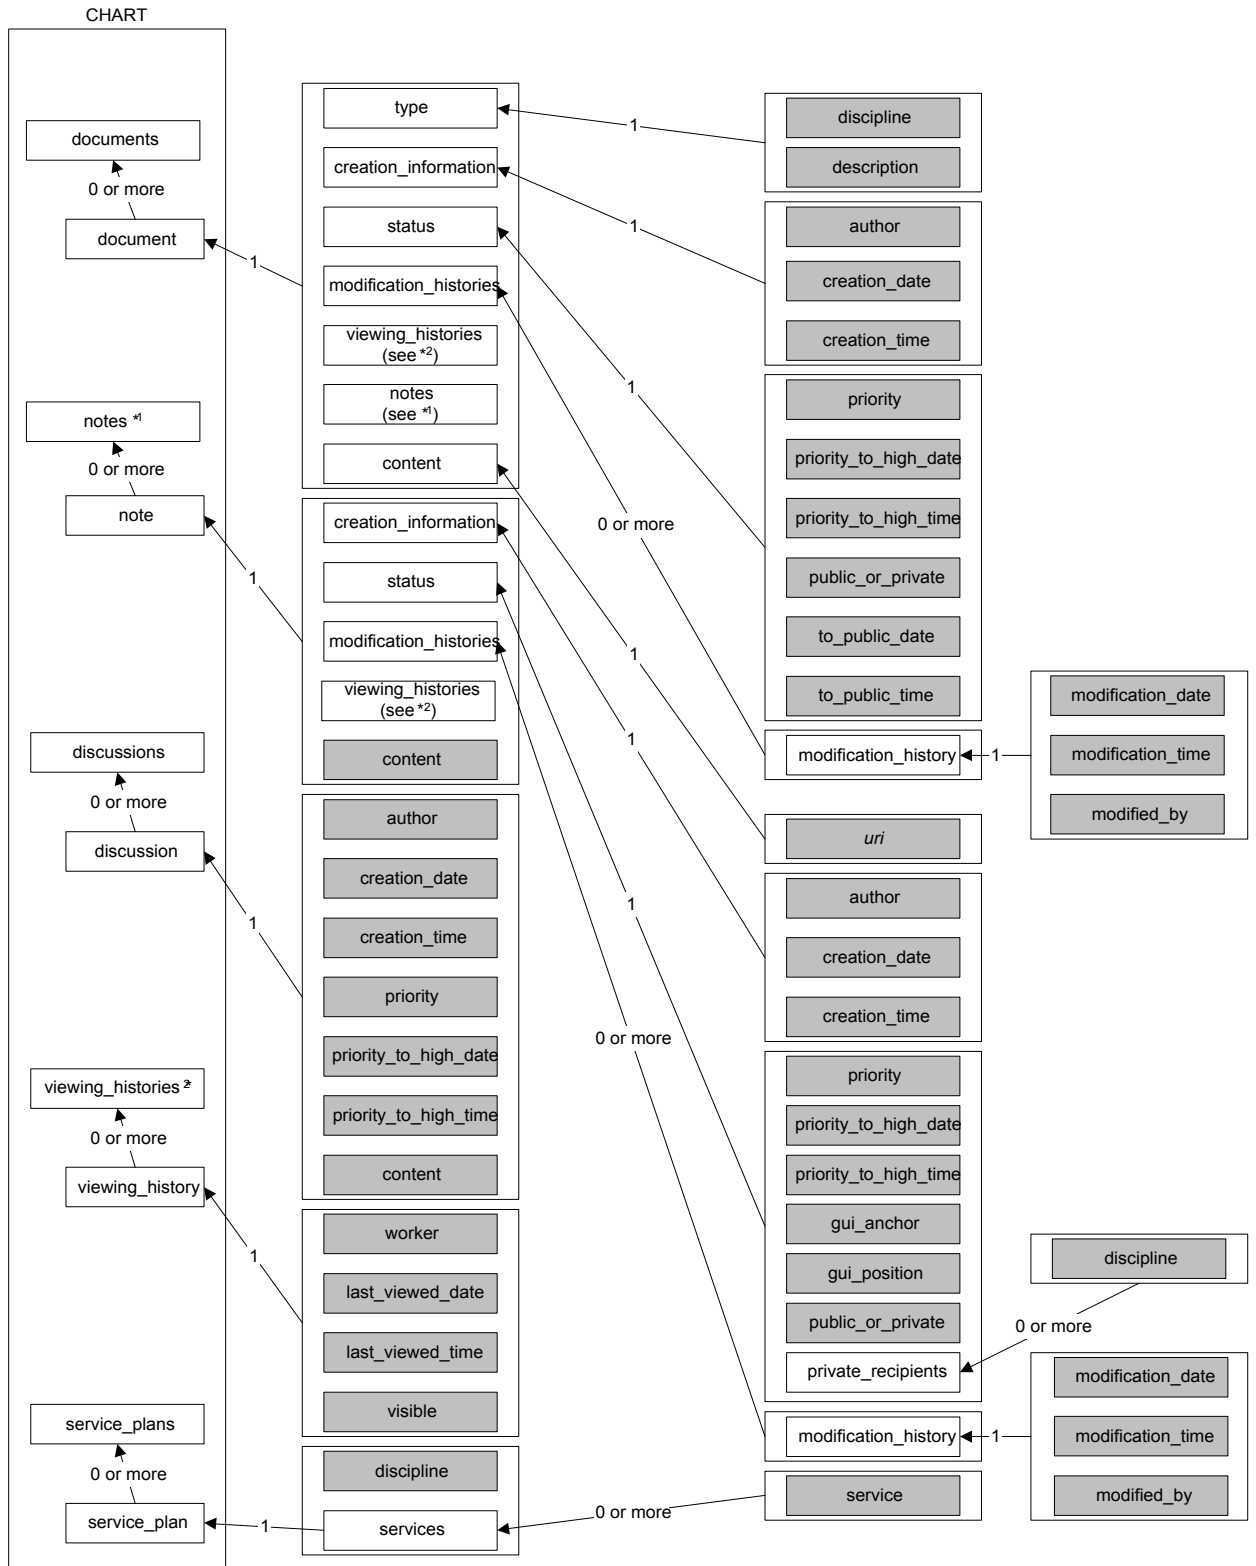 CHART
documents
0 or more
document
notes *1
0 or more
note
discussions
0 or more
discussion
viewing_histories *2
0 or more
viewing_history
service_plans
0 or more
service_plan
1
1
1
1
1
type
creation_information
status
modification_histories
viewing_histories
(see *2)
notes
(see *1)
content
creation_information
status
modification_histories
viewing_histories
(see *2)
content
author
creation_date
creation_time
priority
priority_to_high_date
priority_to_high_time
content
worker
last_viewed_date
last_viewed_time
visible
discipline
services
1
1
1
0 or more
1
1
1
0 or more
0 or more
discipline
description
author
creation_date
creation_time
priority
priority_to_high_date
priority_to_high_time
public_or_private
to_public_date
to_public_time
modification_history
uri
author
creation_date
creation_time
priority
priority_to_high_date
priority_to_high_time
gui_anchor
gui_position
public_or_private
private_recipients
modification_history
service
1
0 or more
1
modification_date
modification_time
modified_by
discipline
modification_date
modification_time
modified_by